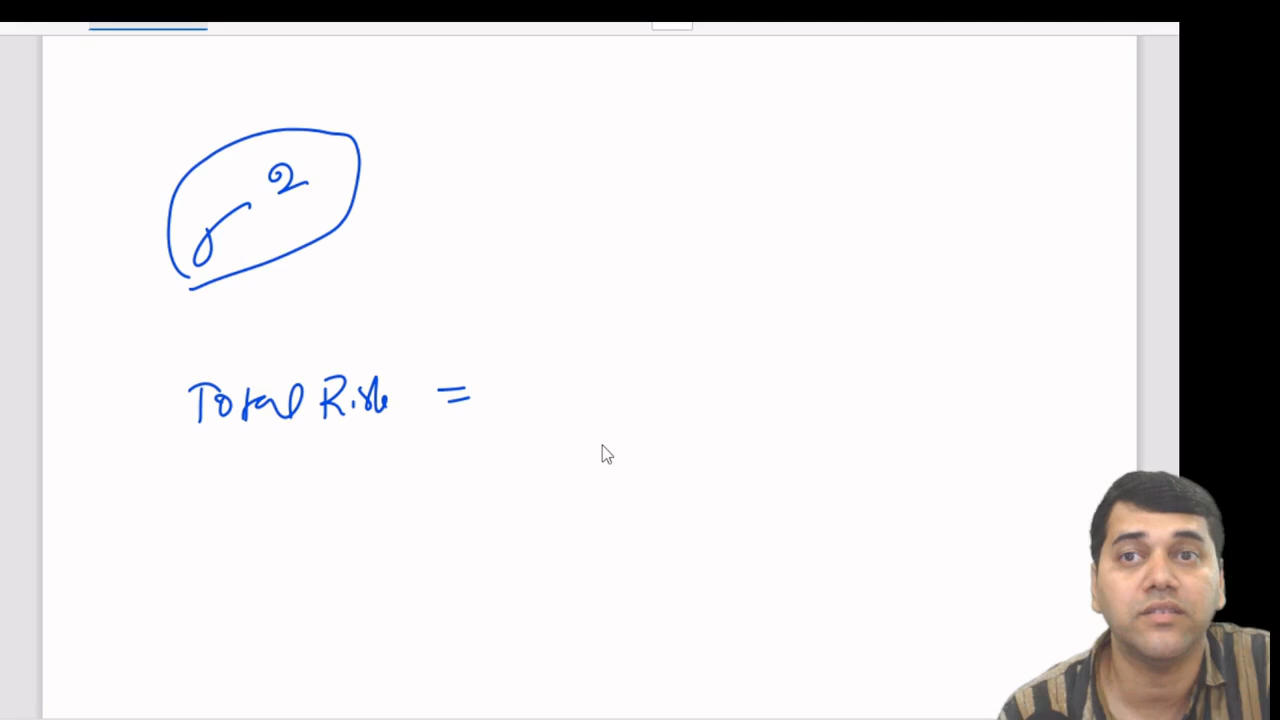 σ²
Total Risk =